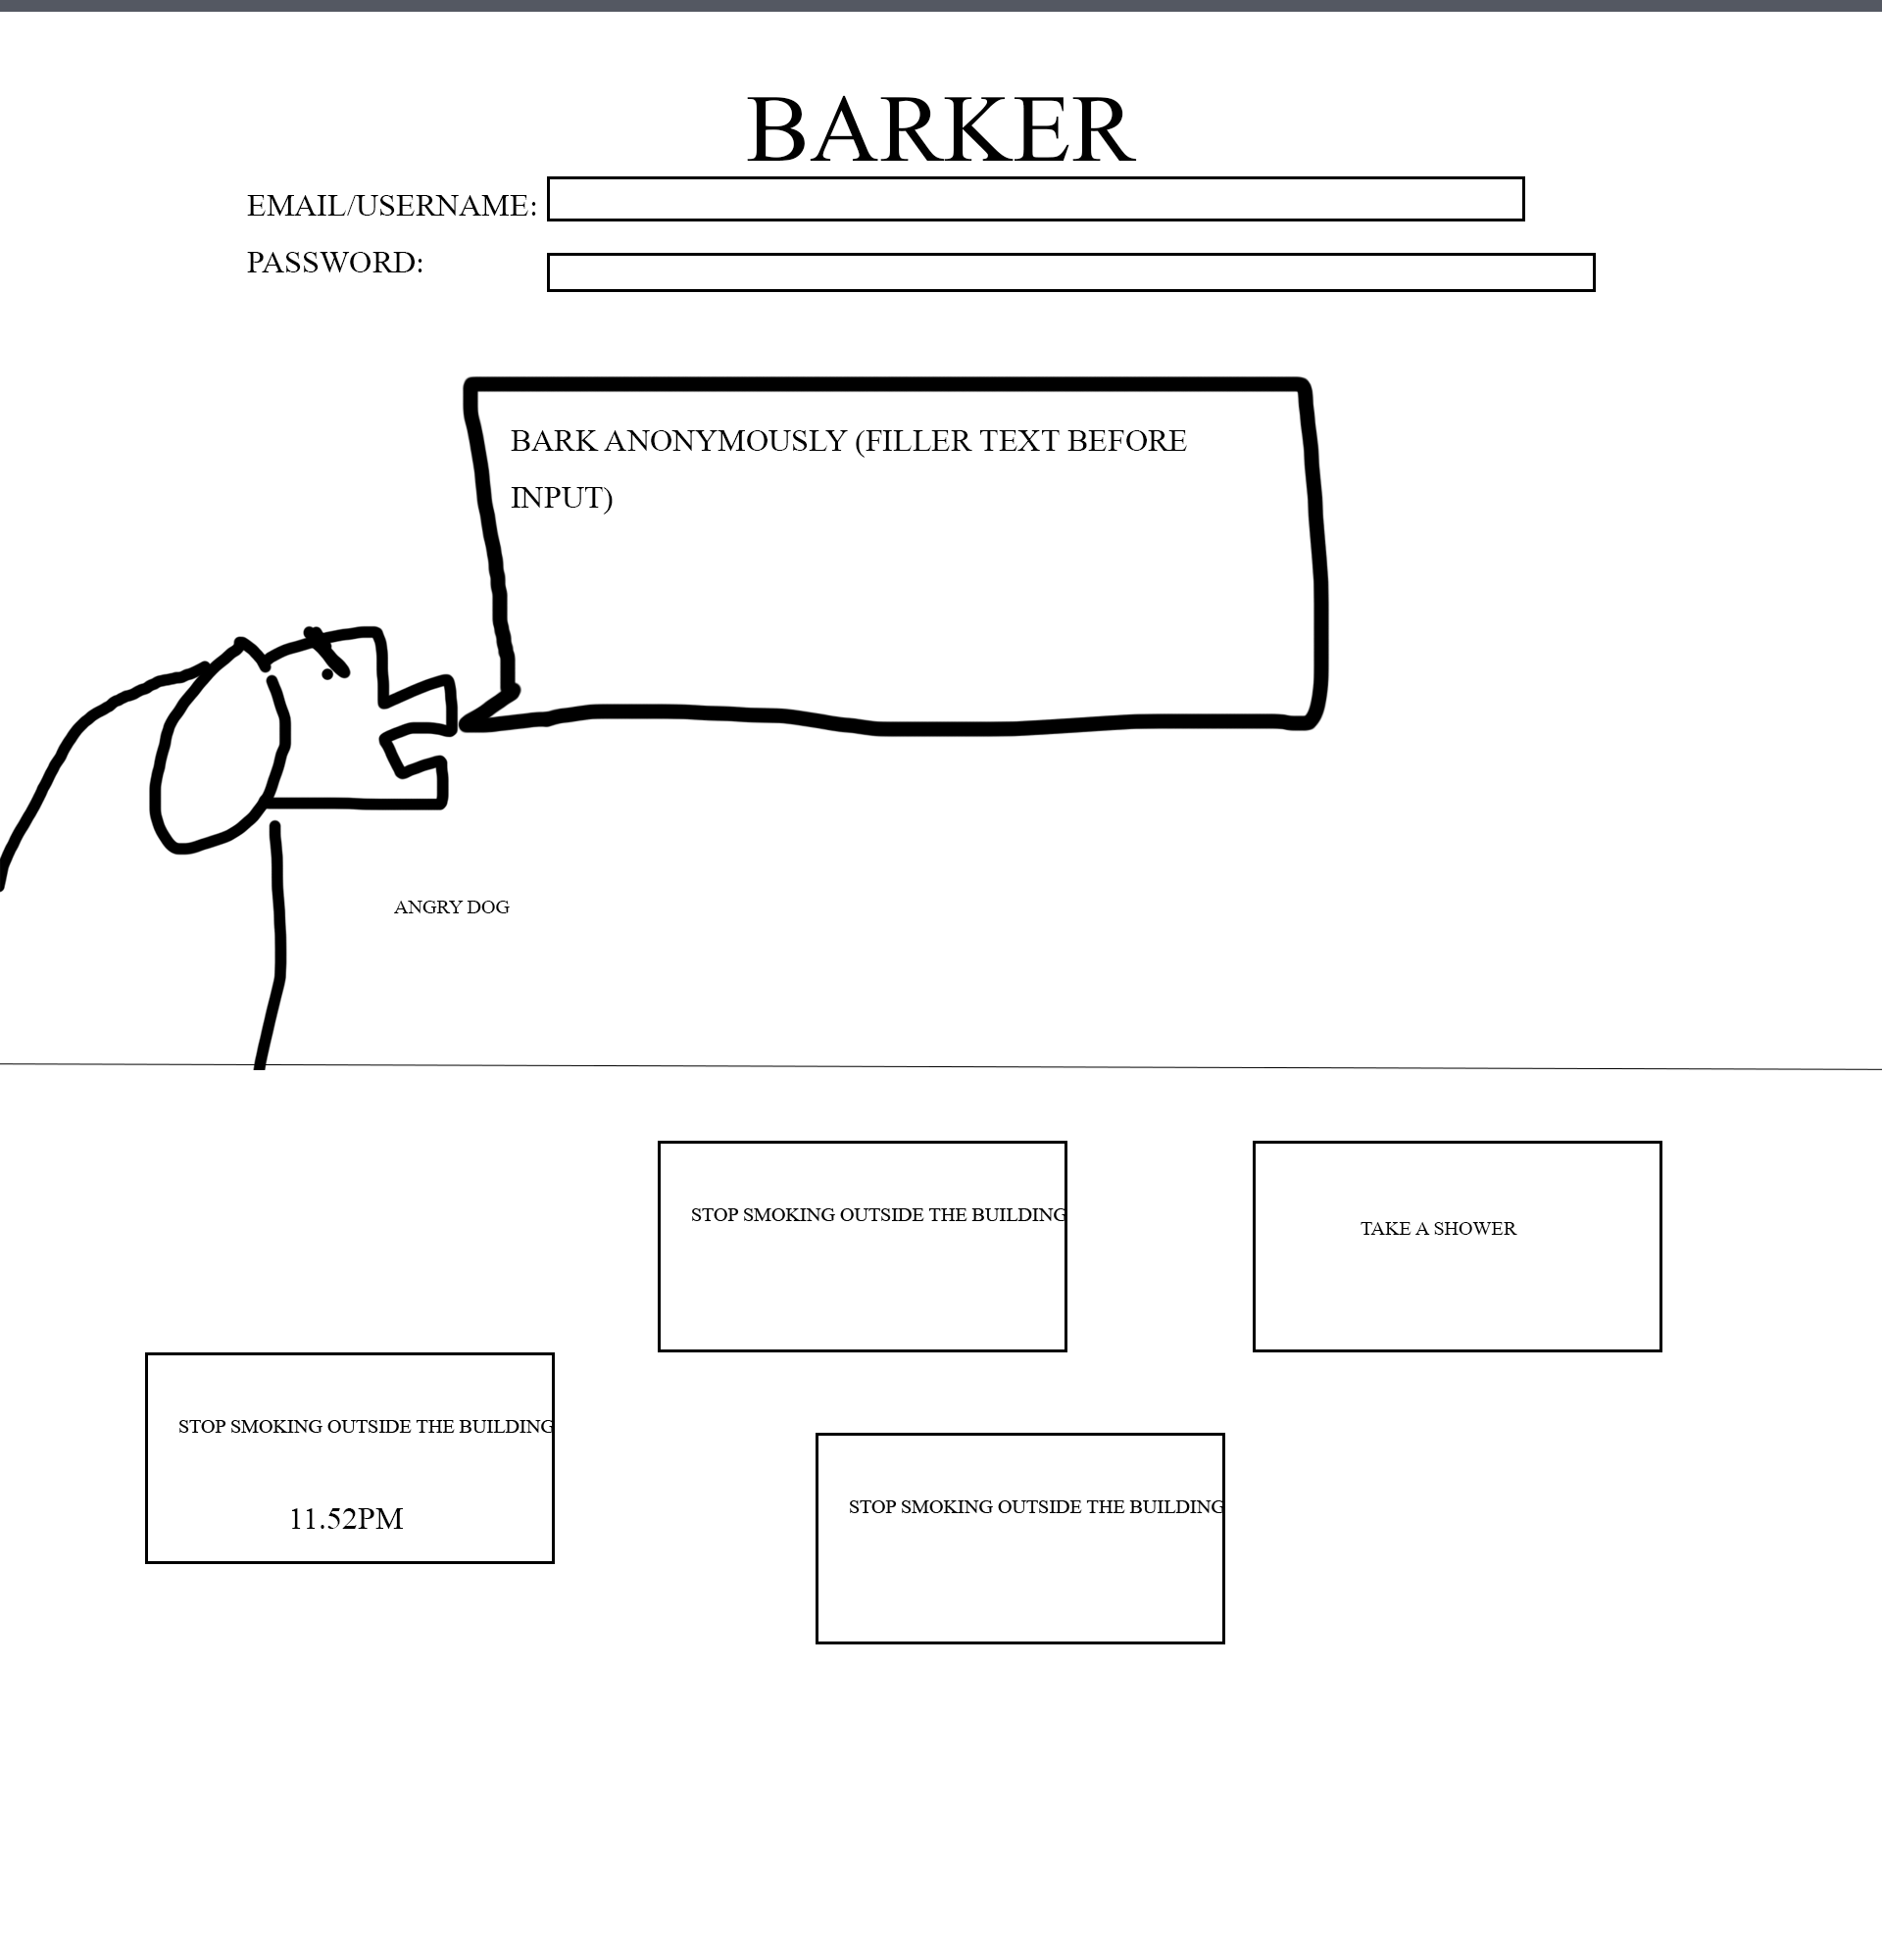 BARKER
EMAIL/USERNAME:
PASSWORD:
BARK ANONYMOUSLY (FILLER TEXT BEFORE
INPUT)
ANGRY DOG
STOP SMOKING OUTSIDE THE BUILDING
TAKE A SHOWER
STOP SMOKING OUTSIDE THE BUILDING
11.52PM
STOP SMOKING OUTSIDE THE BUILDING